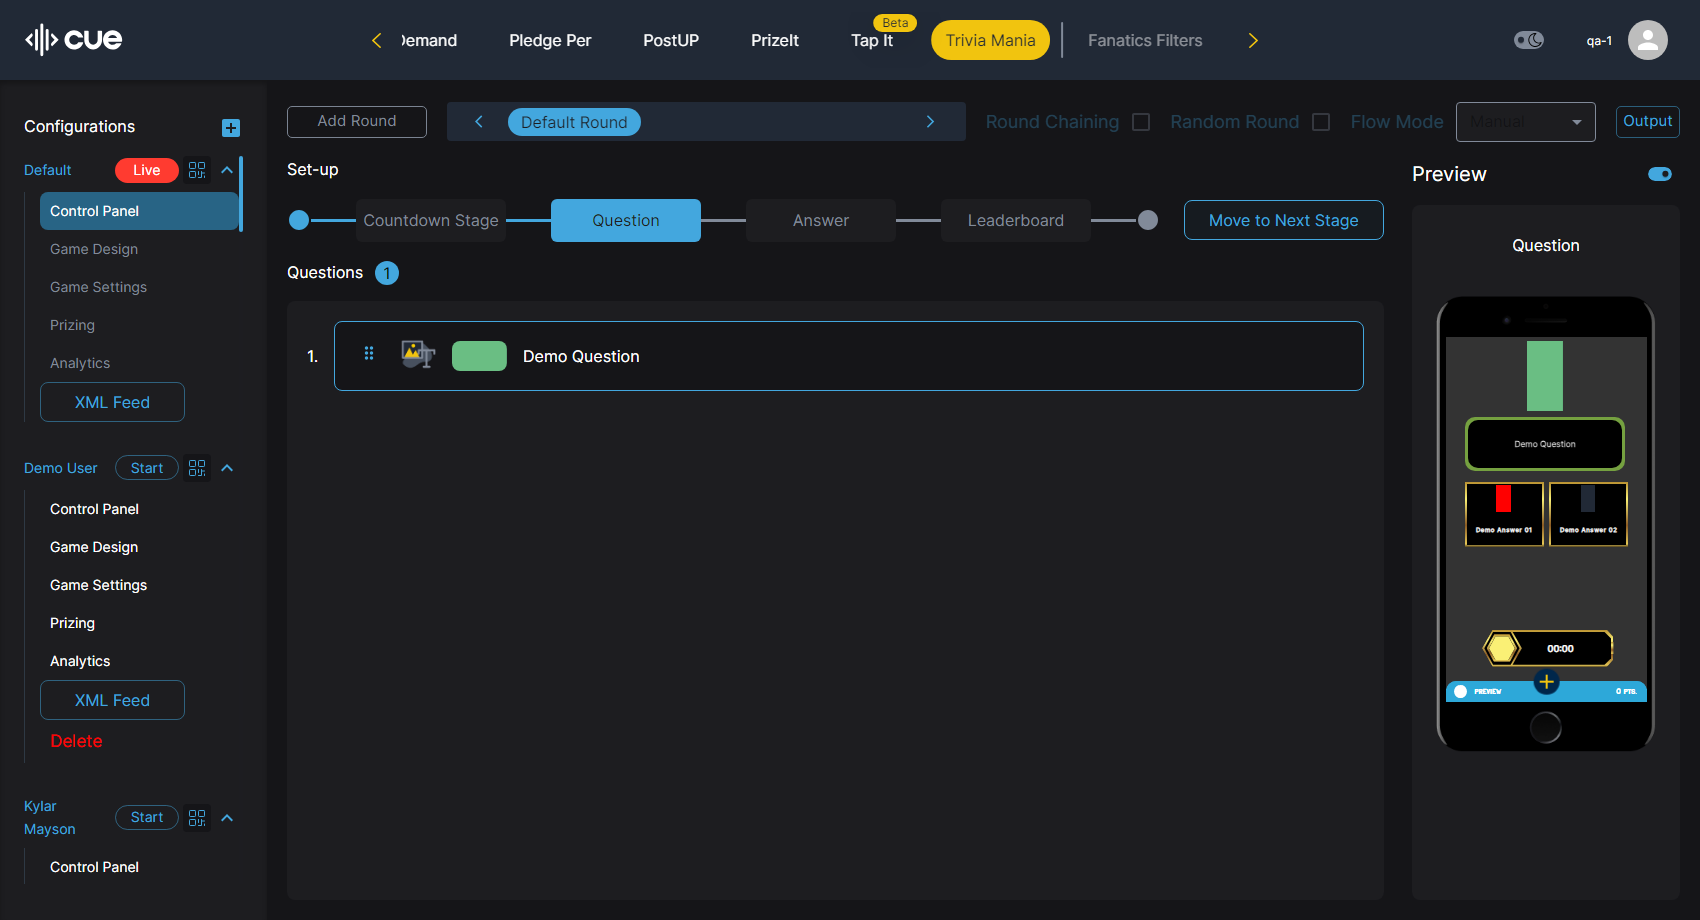 cue
Demand
Pledge Per
PostUP
PrizeIt
Tap It
Beta
Trivia Mania
Fanatics Filters
qa-1
Configurations
Default
Live
Control Panel
Game Design
Game Settings
Prizing
Analytics
XML Feed
Demo User
Start
Control Panel
Game Design
Game Settings
Prizing
Analytics
XML Feed
Delete
Kylar
Mayson
Start
Control Panel
Add Round
Default Round
Round Chaining
Random Round
Flow Mode
Manual
Output
Set-up
Countdown Stage
Question
Answer
Leaderboard
Move to Next Stage
Questions 1
1.
Demo Question
Preview
Question
Demo Question
Demo Answer 01
Demo Answer 02
00:00
PREVIEW
0 PTS.